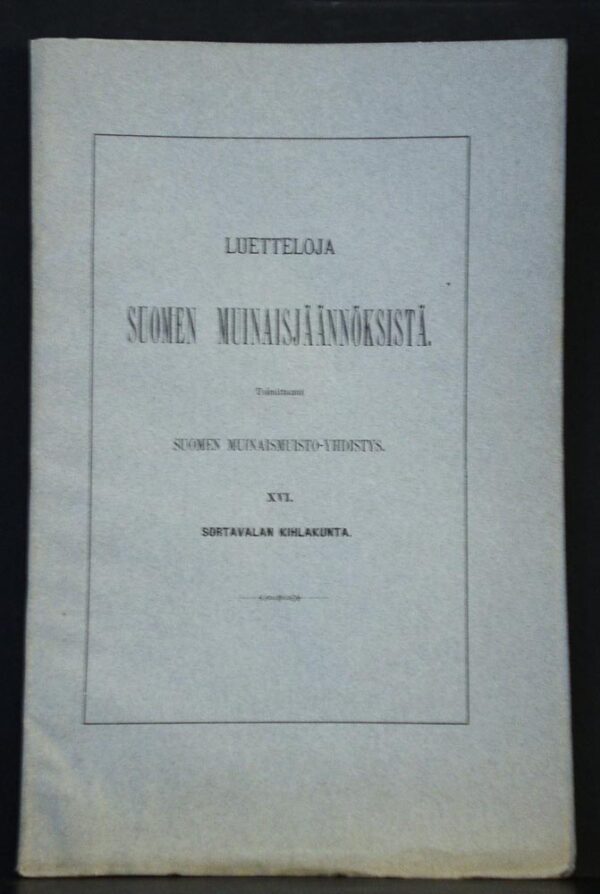 LUETTELOJA
SUOMEN MUINAISJÄÄNNÖKSISTÄ.
Toimittanut
SUOMEN MUINAISMUISTO-YHDISTYS.
XVI.
SORTAVALAN KIHLAKUNTA.